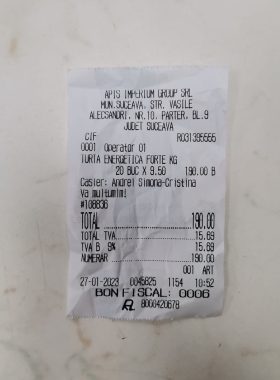 APIS IMPERIUM GROUP SRL
MUN.SUCEAVA, STR. VASILE
ALECSANDRI, NR.10, PARTER, BL.9
JUDET SUCEAVA
CIF RO31395555
0001 Operator 01
TURTA ENERGETICA FORTE KG
20 BUC X 9.50 190.00 B
Casier: Andrei Simona-Cristina
Va multumim!
#108836
TOTAL 190.00
TOTAL TVA 15.69
TVA B 9% 15.69
NUMERAR 190.00
001 ART
27-01-2023 0045625 1154 10:52
BON FISCAL: 0006
8000420678